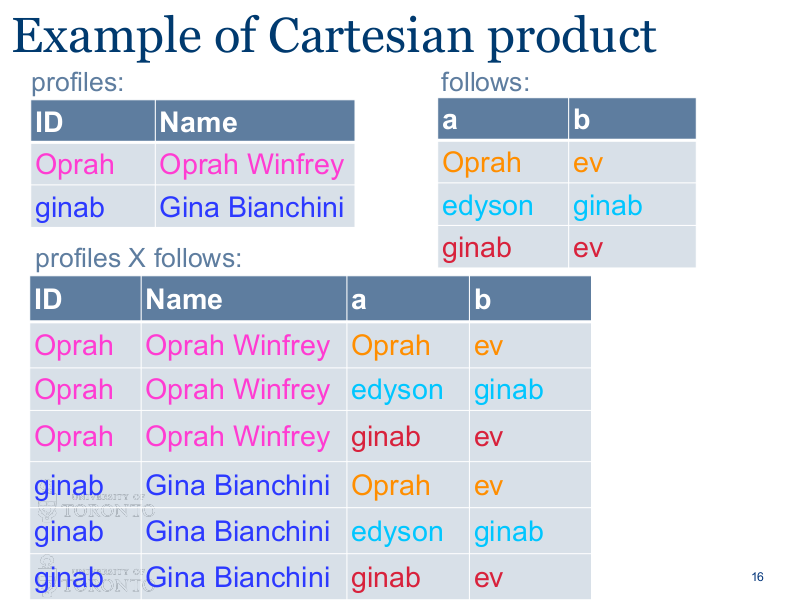 Example of Cartesian product
profiles:
ID Name
Oprah Oprah Winfrey
ginab Gina Bianchini
follows:
a b
Oprah ev
edyson ginab
ginab ev
profiles X follows:
ID Name a b
Oprah Oprah Winfrey Oprah ev
Oprah Oprah Winfrey edyson ginab
Oprah Oprah Winfrey ginab ev
ginab Gina Bianchini Oprah ev
UNIVERSITY OF
TORONTO
ginab Gina Bianchini edyson ginab
ginab Gina Bianchini ginab ev
UNIVERSITY OF
TORONTO
16